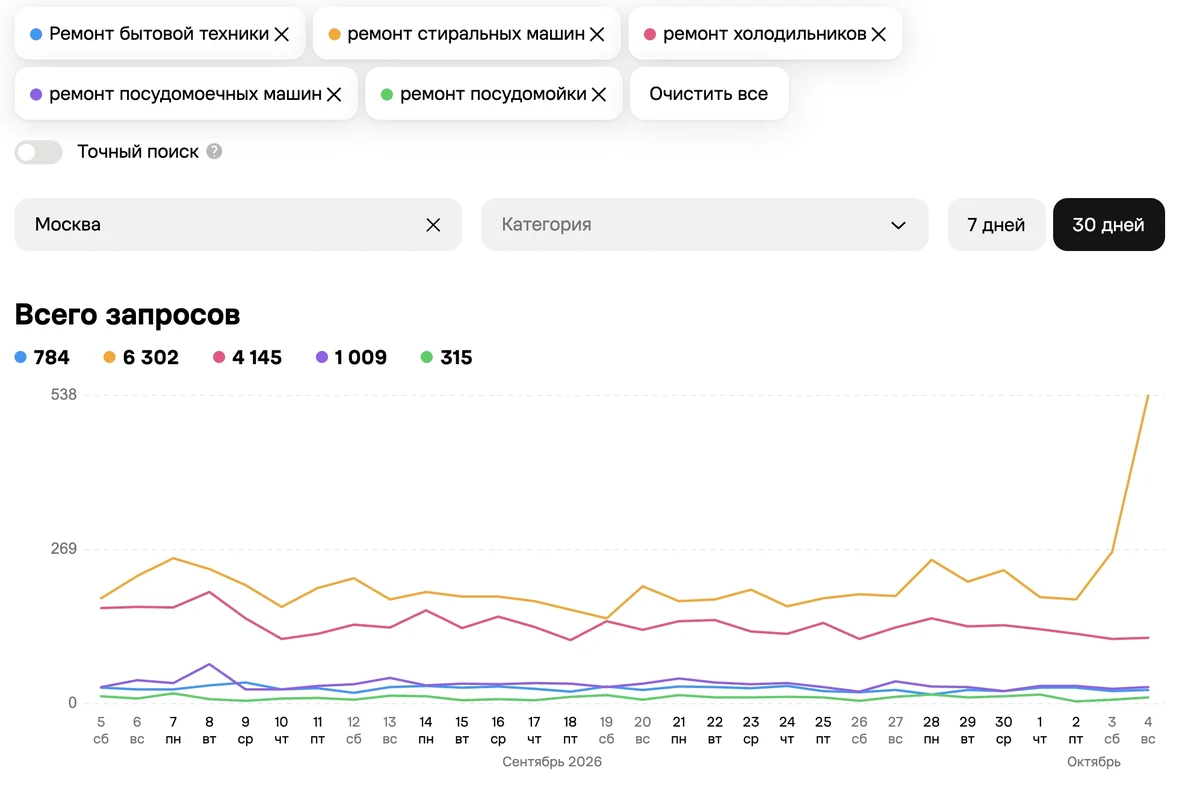 Ремонт бытовой техники ремонт стиральных машин ремонт холодильников
ремонт посудомоечных машин ремонт посудомойки Очистить все
Точный поиск ?
Москва Категория 7 дней 30 дней
Всего запросов
784 6 302 4 145 1 009 315
538
269
0
5 6 7 8 9 10 11 12 13 14 15 16 17 18 19 20 21 22 23 24 25 26 27 28 29 30 1 2 3 4
сб вс пн вт ср чт пт сб вс пн вт ср чт пт сб вс пн вт ср чт пт сб вс пн вт ср чт пт сб вс
Сентябрь 2026 Октябрь